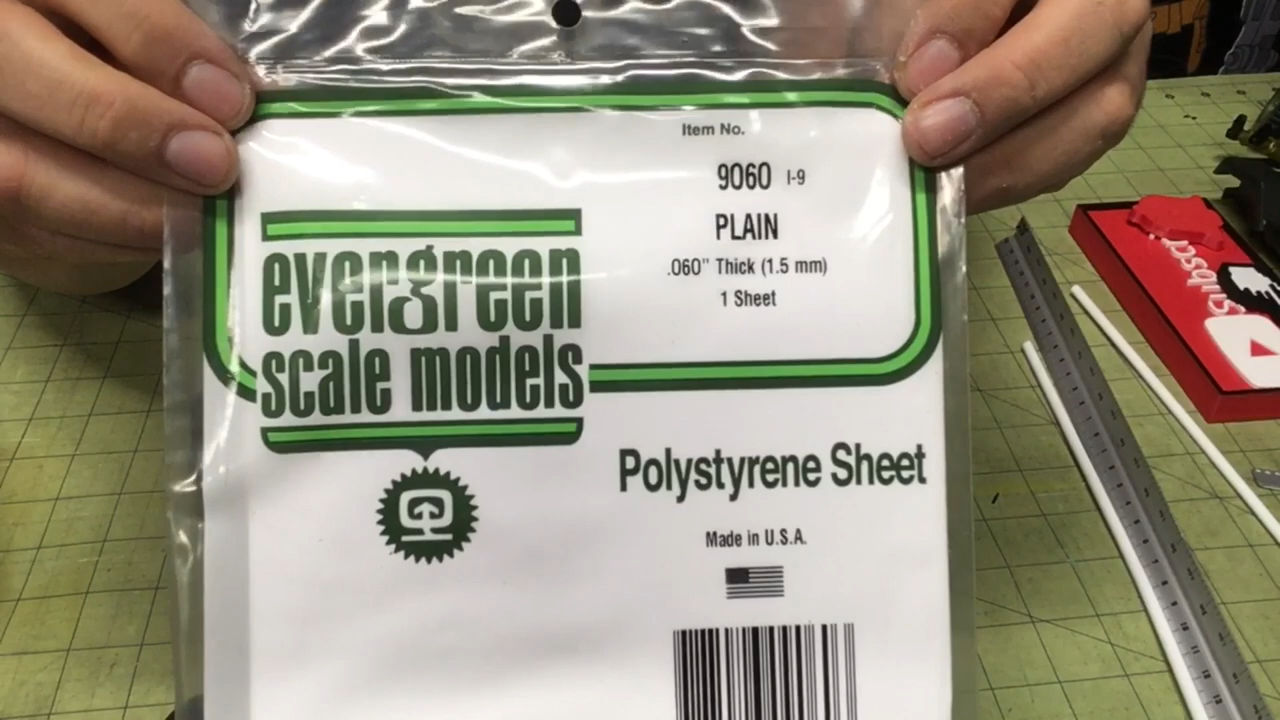 Item No.
9060 I-9
PLAIN
.060" Thick (1.5 mm)
1 Sheet
evergreen
scale models
Polystyrene Sheet
Made in U.S.A.